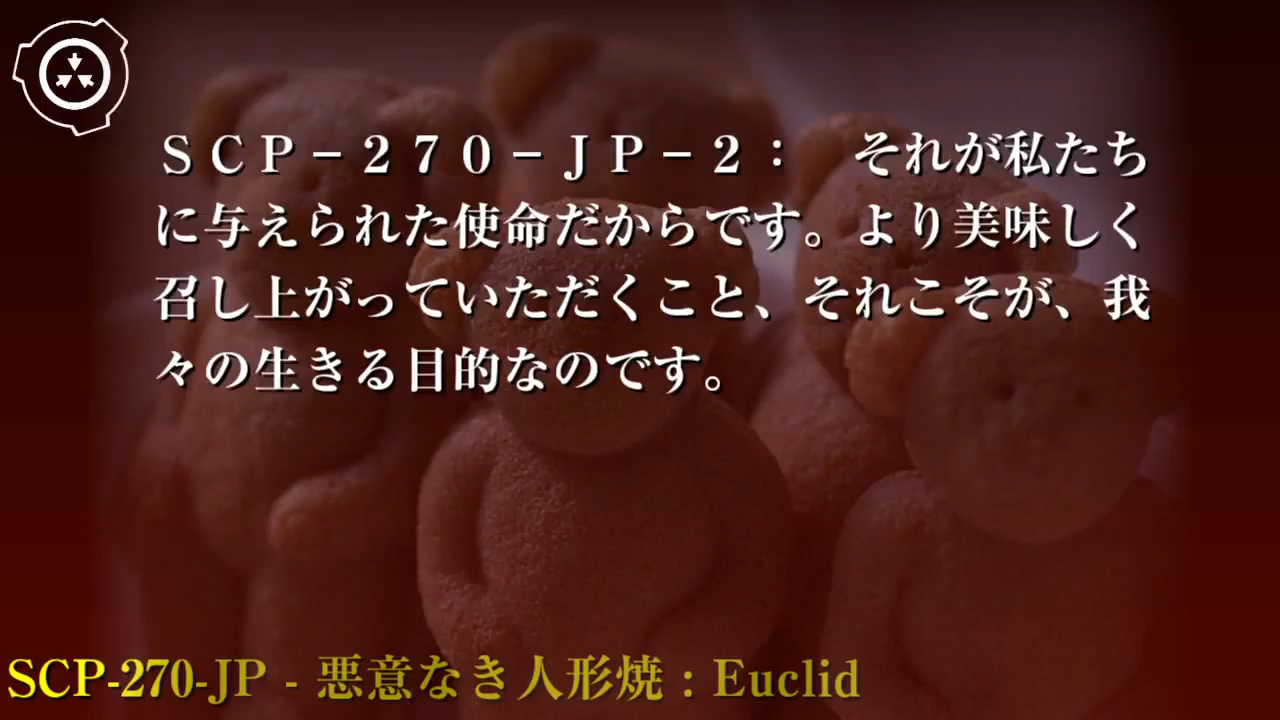 ＳＣＰ－２７０－ＪＰ－２：　それが私たち
に与えられた使命だからです。より美味しく
召し上がっていただくこと、それこそが、我
々の生きる目的なのです。
SCP-270-JP - 悪意なき人形焼：Euclid